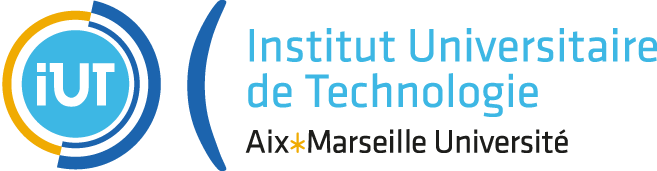 iUT
Institut Universitaire
de Technologie
Aix*Marseille Université